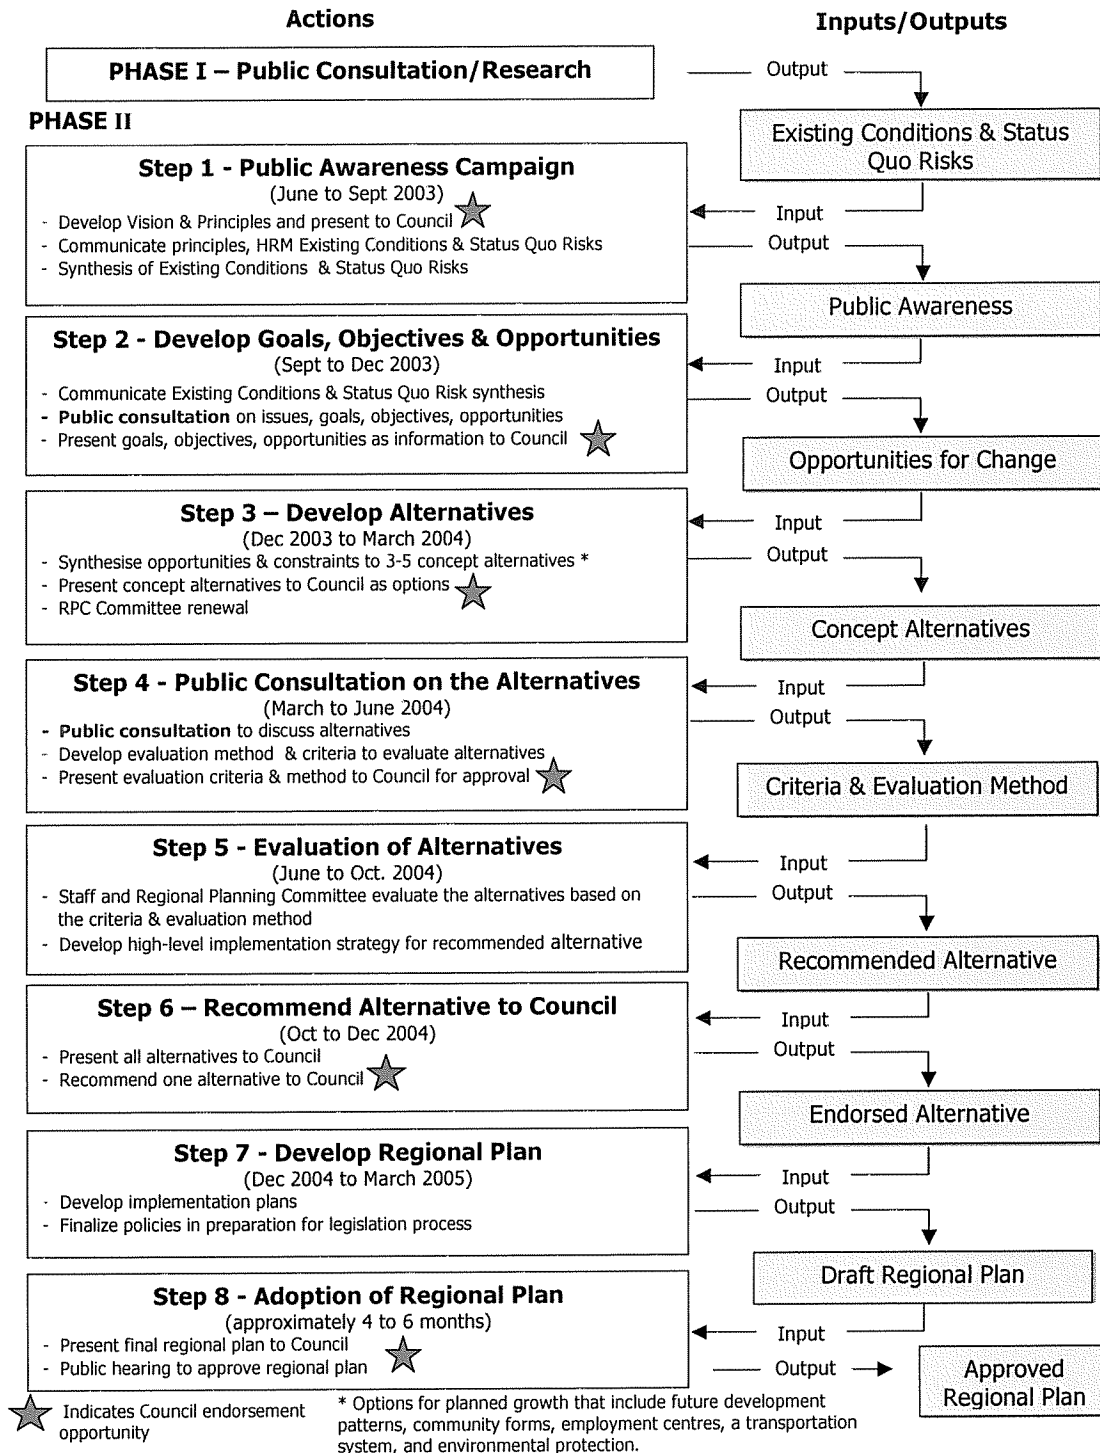 Actions
Inputs/Outputs
PHASE I – Public Consultation/Research
Output
Existing Conditions & Status
Quo Risks
PHASE II
Step 1 - Public Awareness Campaign
(June to Sept 2003)
- Develop Vision & Principles and present to Council
- Communicate principles, HRM Existing Conditions & Status Quo Risks
- Synthesis of Existing Conditions & Status Quo Risks
Input
Output
Public Awareness
Step 2 - Develop Goals, Objectives & Opportunities
(Sept to Dec 2003)
- Communicate Existing Conditions & Status Quo Risk synthesis
- Public consultation on issues, goals, objectives, opportunities
- Present goals, objectives, opportunities as information to Council
Input
Output
Opportunities for Change
Step 3 – Develop Alternatives
(Dec 2003 to March 2004)
- Synthesise opportunities & constraints to 3-5 concept alternatives *
- Present concept alternatives to Council as options
- RPC Committee renewal
Input
Output
Concept Alternatives
Step 4 - Public Consultation on the Alternatives
(March to June 2004)
- Public consultation to discuss alternatives
- Develop evaluation method & criteria to evaluate alternatives
- Present evaluation criteria & method to Council for approval
Input
Output
Criteria & Evaluation Method
Step 5 - Evaluation of Alternatives
(June to Oct. 2004)
- Staff and Regional Planning Committee evaluate the alternatives based on
the criteria & evaluation method
- Develop high-level implementation strategy for recommended alternative
Input
Output
Recommended Alternative
Step 6 – Recommend Alternative to Council
(Oct to Dec 2004)
- Present all alternatives to Council
- Recommend one alternative to Council
Input
Output
Endorsed Alternative
Step 7 - Develop Regional Plan
(Dec 2004 to March 2005)
- Develop implementation plans
- Finalize policies in preparation for legislation process
Input
Output
Draft Regional Plan
Step 8 - Adoption of Regional Plan
(approximately 4 to 6 months)
- Present final regional plan to Council
- Public hearing to approve regional plan
Input
Output
Approved
Regional Plan
Indicates Council endorsement
opportunity
* Options for planned growth that include future development
patterns, community forms, employment centres, a transportation
system, and environmental protection.